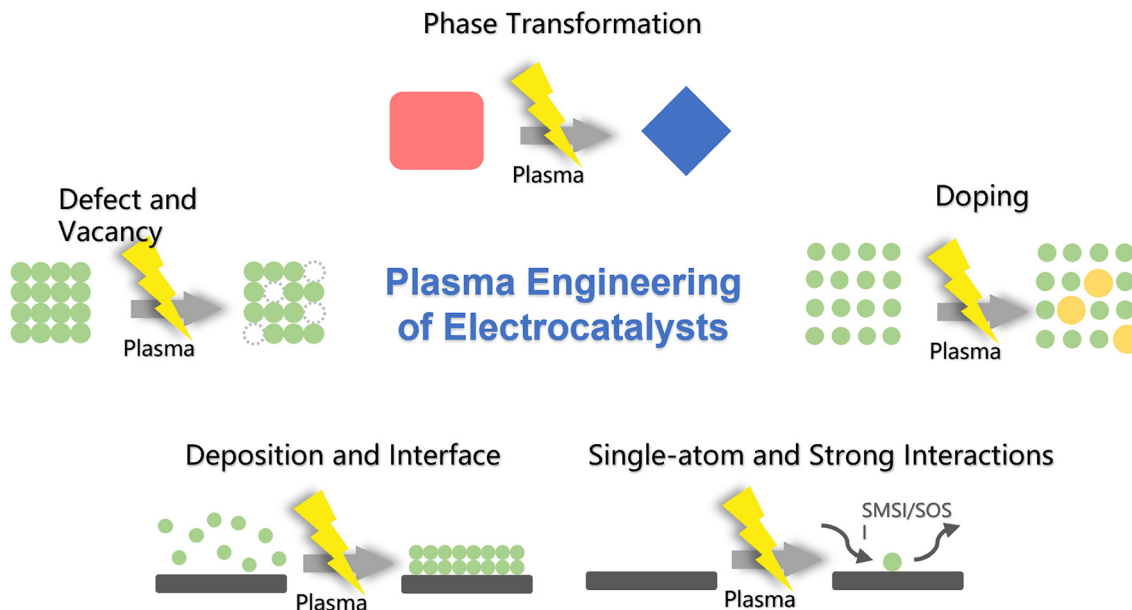 Phase Transformation
Plasma
Defect and
Vacancy
Plasma
Doping
Plasma
Plasma Engineering
of Electrocatalysts
Deposition and Interface
Plasma
Single-atom and Strong Interactions
SMSI/SOS
Plasma